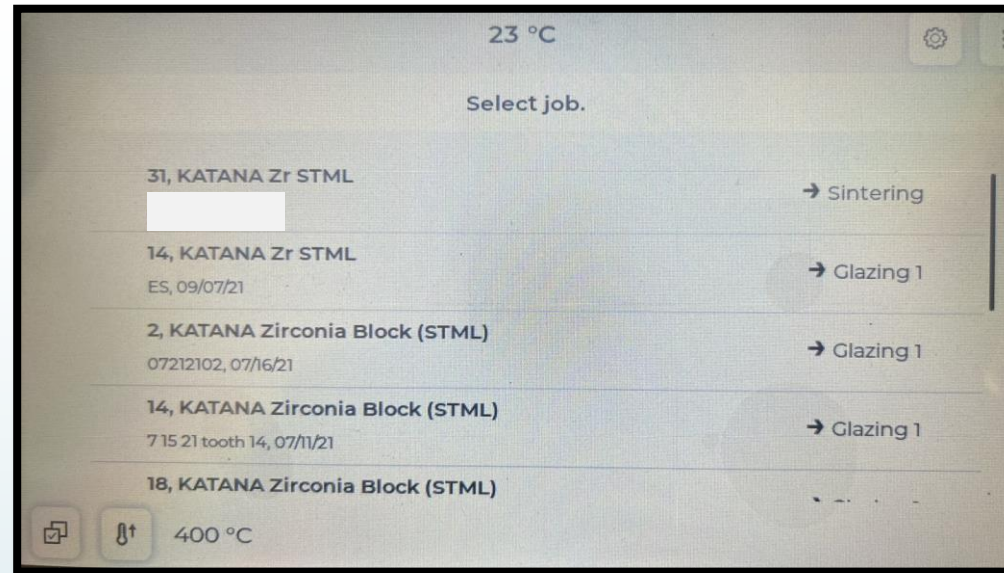 23 °C
Select job.
31, KATANA Zr STML
→ Sintering
14, KATANA Zr STML
ES, 09/07/21
→ Glazing 1
2, KATANA Zirconia Block (STML)
07212102, 07/16/21
→ Glazing 1
14, KATANA Zirconia Block (STML)
7 15 21 tooth 14, 07/11/21
→ Glazing 1
18, KATANA Zirconia Block (STML)
400 °C